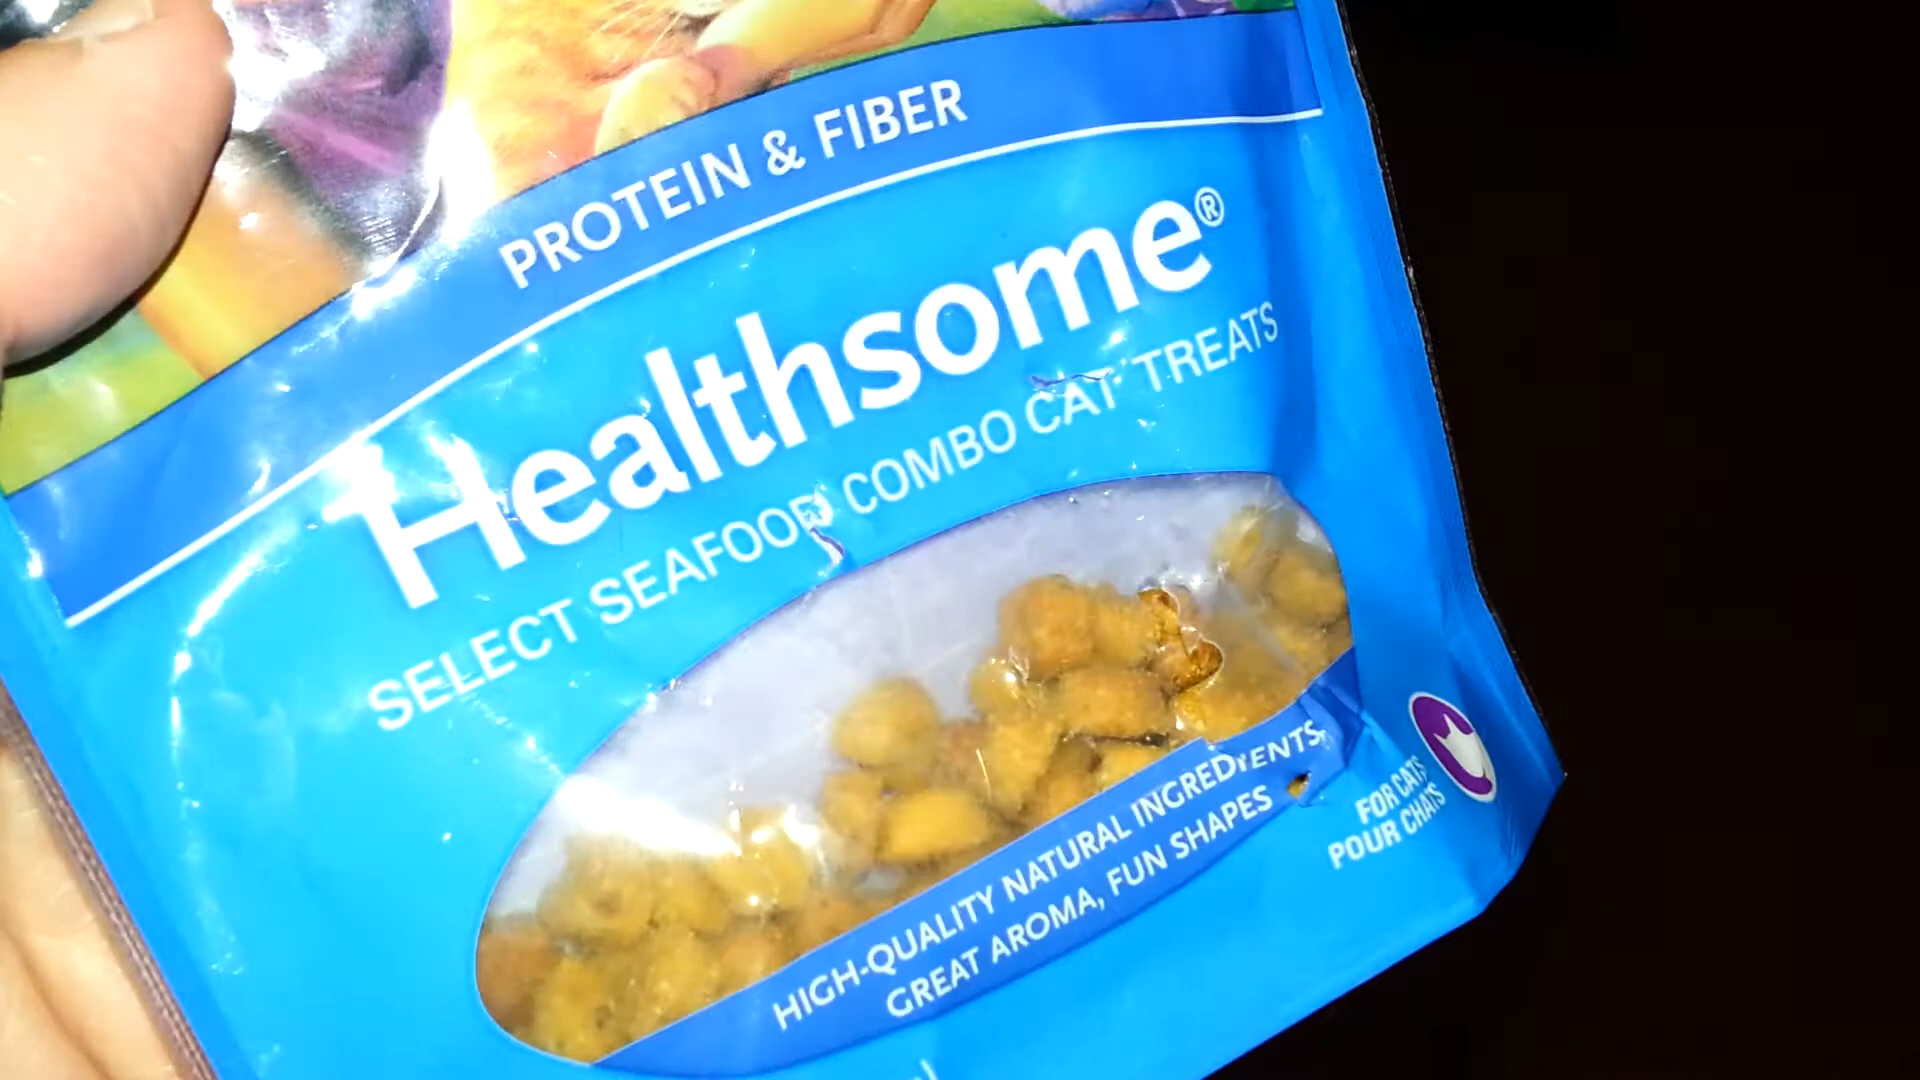 PROTEIN & FIBER
Healthsome®
SELECT SEAFOOD COMBO CAT TREATS
HIGH-QUALITY NATURAL INGREDIENTS,
GREAT AROMA, FUN SHAPES
FOR CATS
POUR CHATS